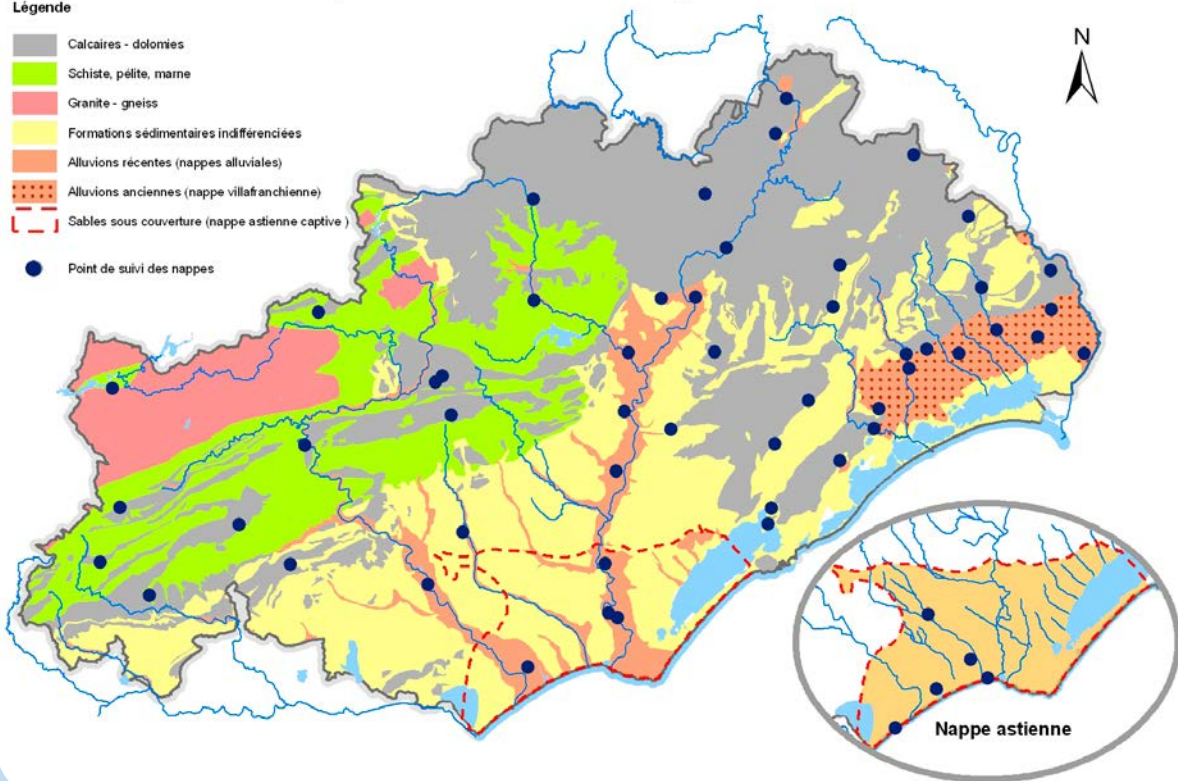 Légende
Calcaires - dolomies
Schiste, pélite, marne
Granite - gneiss
Formations sédimentaires indifférenciées
Alluvions récentes (nappes alluviales)
Alluvions anciennes (nappe villafranchienne)
Sables sous couverture (nappe astienne captive )
Point de suivi des nappes
N
Nappe astienne